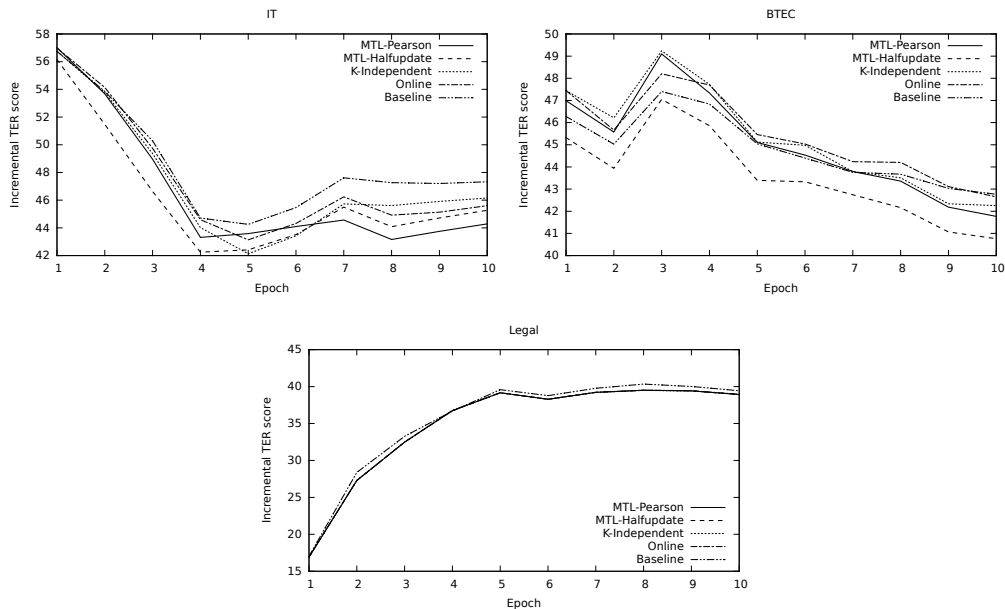 IT
Incremental TER score
58
56
54
52
50
48
46
44
42
MTL-Pearson
MTL-Halfupdate
K-Independent
Online
Baseline
1 2 3 4 5 6 7 8 9 10
Epoch
BTEC
Incremental TER score
50
49
48
47
46
45
44
43
42
41
40
MTL-Pearson
MTL-Halfupdate
K-Independent
Online
Baseline
1 2 3 4 5 6 7 8 9 10
Epoch
Legal
Incremental TER score
45
40
35
30
25
20
15
MTL-Pearson
MTL-Halfupdate
K-Independent
Online
Baseline
1 2 3 4 5 6 7 8 9 10
Epoch